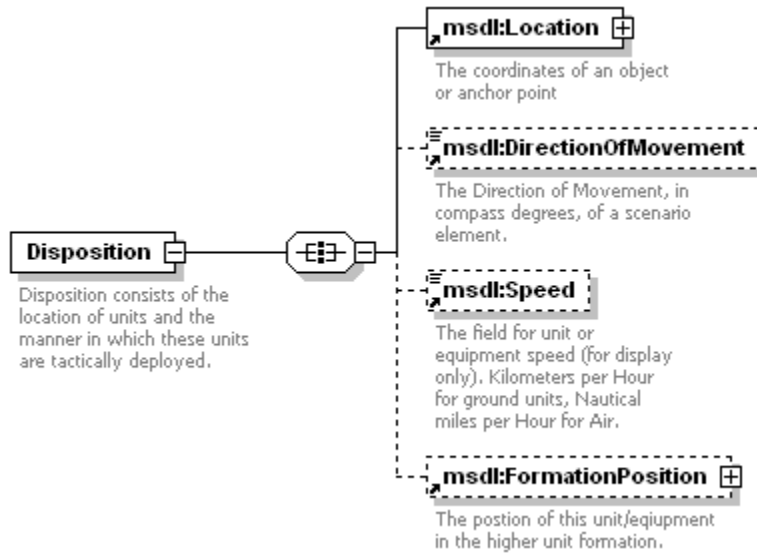 msdl:Location
The coordinates of an object
or anchor point
msdl:DirectionOfMovement
The Direction of Movement, in
compass degrees, of a scenario
element.
Disposition
Disposition consists of the
location of units and the
manner in which these units
are tactically deployed.
msdl:Speed
The field for unit or
equipment speed (for display
only). Kilometers per Hour
for ground units, Nautical
miles per Hour for Air.
msdl:FormationPosition
The postion of this unit/eqiupment
in the higher unit formation.